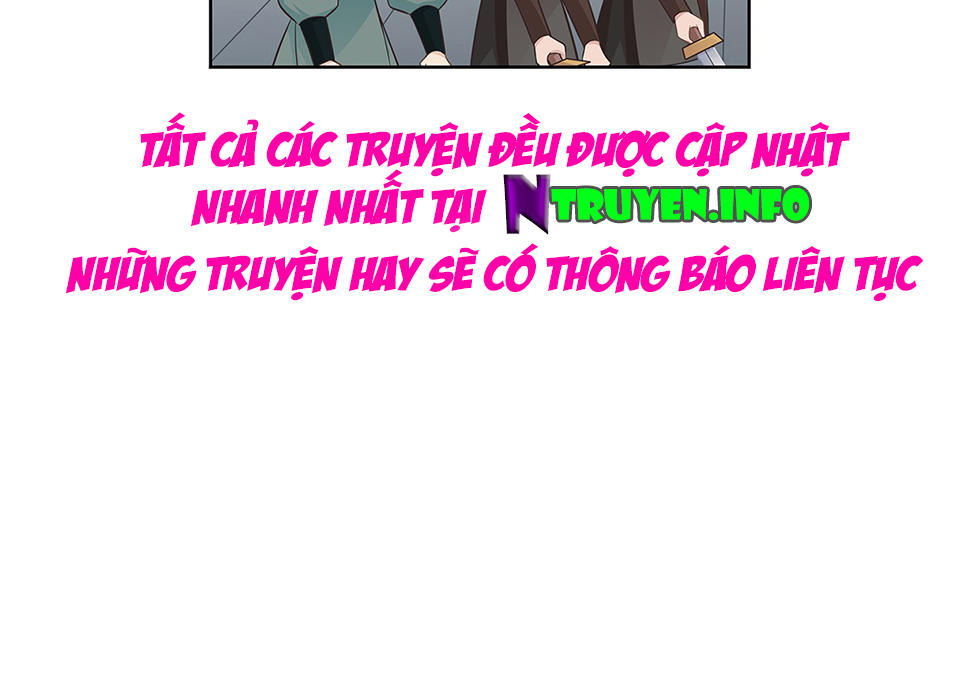 TẤT CẢ CÁC TRUYỆN ĐỀU ĐƯỢC CẬP NHẬT
NHANH NHẤT TẠI NTRUYEN.INFO
NHỮNG TRUYỆN HAY SẼ CÓ THÔNG BÁO LIÊN TỤC